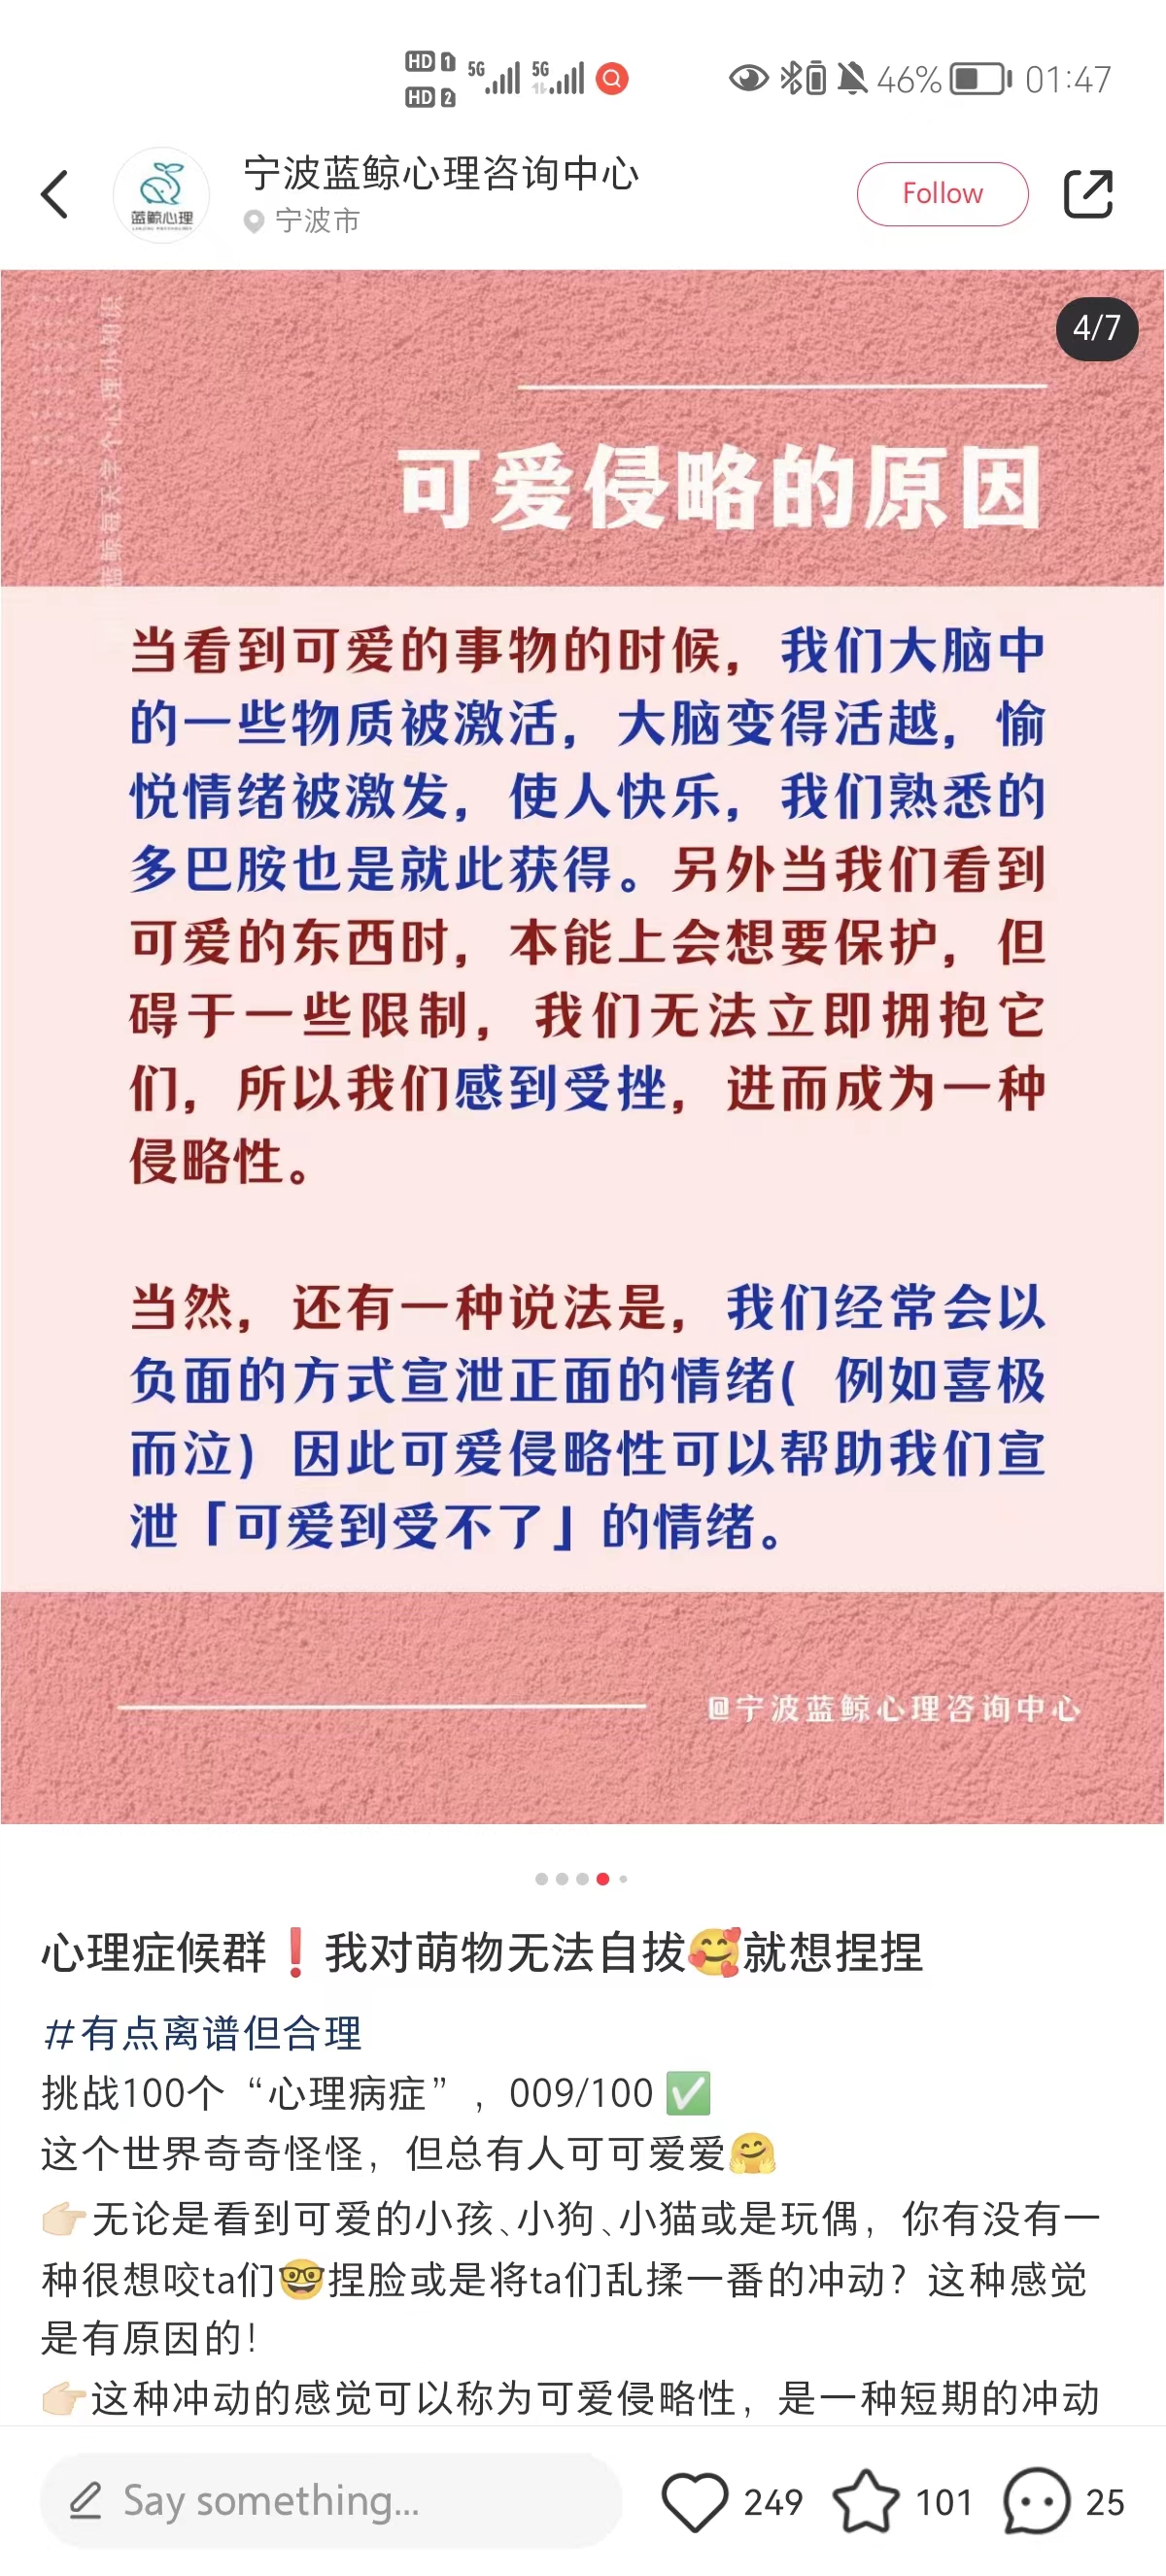 HD 1 5G 5G 46% 01:47
HD 2
宁波蓝鲸心理咨询中心
蓝鲸心理
宁波市
Follow
4/7
蓝鲸每天学个心理小知识
可爱侵略的原因
当看到可爱的事物的时候，我们大脑中
的一些物质被激活，大脑变得活越，愉
悦情绪被激发，使人快乐，我们熟悉的
多巴胺也是就此获得。另外当我们看到
可爱的东西时，本能上会想要保护，但
碍于一些限制，我们无法立即拥抱它
们，所以我们感到受挫，进而成为一种
侵略性。
当然，还有一种说法是，我们经常会以
负面的方式宣泄正面的情绪( 例如喜极
而泣) 因此可爱侵略性可以帮助我们宣
泄「可爱到受不了」的情绪。
@宁波蓝鲸心理咨询中心
心理症候群❗我对萌物无法自拔🥰就想捏捏
#有点离谱但合理
挑战100个“心理病症”，009/100 ✅
这个世界奇奇怪怪，但总有人可可爱爱🤗
👉🏻无论是看到可爱的小孩、小狗、小猫或是玩偶，你有没有一
种很想咬ta们🤓捏脸或是将ta们乱揉一番的冲动？这种感觉
是有原因的！
👉🏻这种冲动的感觉可以称为可爱侵略性，是一种短期的冲动
Say something...
249
101
25